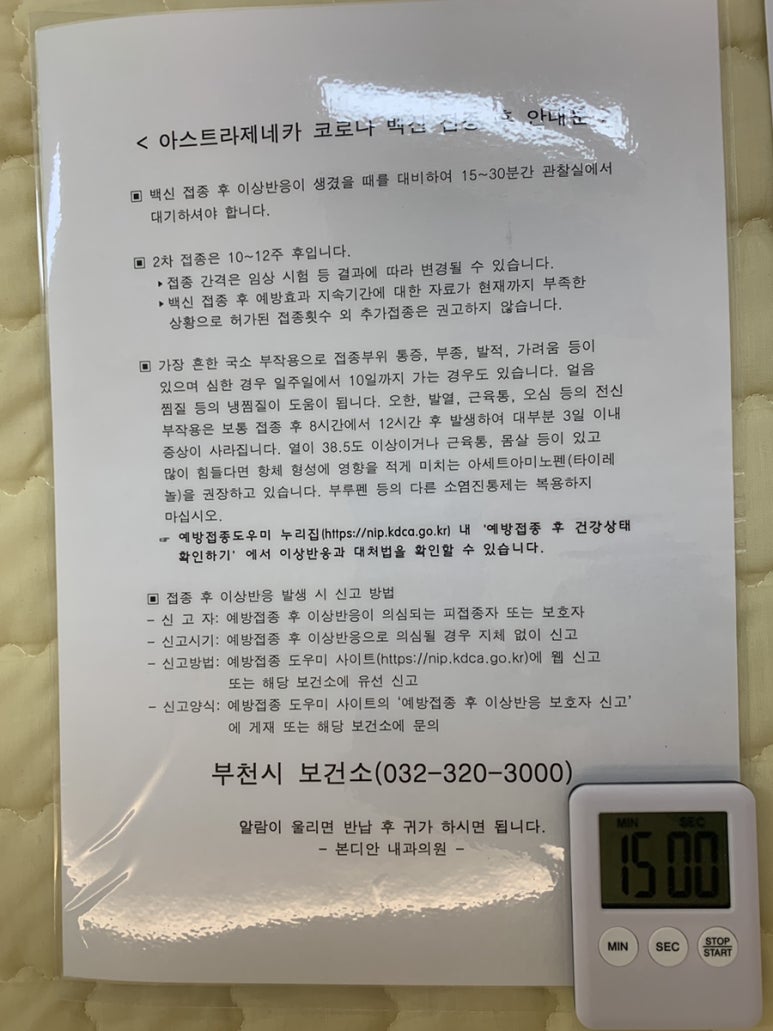 < 아스트라제네카 코로나 백신 접종 후 안내문 >
▣ 백신 접종 후 이상반응이 생겼을 때를 대비하여 15~30분간 관찰실에서
대기하셔야 합니다.
▣ 2차 접종은 10~12주 후입니다.
▸접종 간격은 임상 시험 등 결과에 따라 변경될 수 있습니다.
▸백신 접종 후 예방효과 지속기간에 대한 자료가 현재까지 부족한
상황으로 허가된 접종횟수 외 추가접종은 권고하지 않습니다.
▣ 가장 흔한 국소 부작용으로 접종부위 통증, 부종, 발적, 가려움 등이
있으며 심한 경우 일주일에서 10일까지 가는 경우도 있습니다. 얼음
찜질 등의 냉찜질이 도움이 됩니다. 오한, 발열, 근육통, 오심 등의 전신
부작용은 보통 접종 후 8시간에서 12시간 후 발생하여 대부분 3일 이내
증상이 사라집니다. 열이 38.5도 이상이거나 근육통, 몸살 등이 있고
많이 힘들다면 항체 형성에 영향을 적게 미치는 아세트아미노펜(타이레
놀)을 권장하고 있습니다. 부루펜 등의 다른 소염진통제는 복용하지
마십시오.
☞ 예방접종도우미 누리집(https://nip.kdca.go.kr) 내 '예방접종 후 건강상태
확인하기' 에서 이상반응과 대처법을 확인할 수 있습니다.
▣ 접종 후 이상반응 발생 시 신고 방법
- 신 고 자: 예방접종 후 이상반응이 의심되는 피접종자 또는 보호자
- 신고시기: 예방접종 후 이상반응으로 의심될 경우 지체 없이 신고
- 신고방법: 예방접종 도우미 사이트(https://nip.kdca.go.kr)에 웹 신고
또는 해당 보건소에 유선 신고
- 신고양식: 예방접종 도우미 사이트의 '예방접종 후 이상반응 보호자 신고'
에 게재 또는 해당 보건소에 문의
부천시 보건소(032-320-3000)
알람이 울리면 반납 후 귀가 하시면 됩니다.
- 본디안 내과의원 -
MIN SEC
15 00
MIN SEC STOP
START